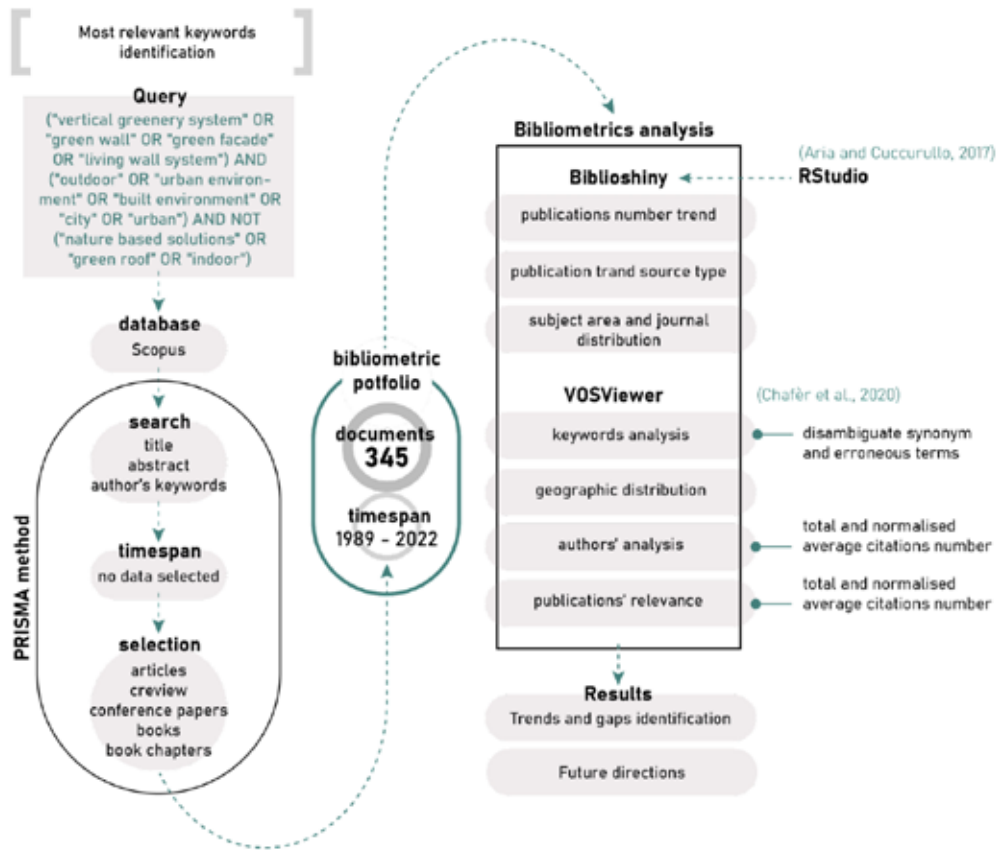 Most relevant keywords
identification
Query
("vertical greenery system" OR
"green wall" OR "green facade"
OR "living wall system") AND
("outdoor" OR "urban environ-
ment" OR "built environment" OR
"city" OR "urban") AND NOT
("nature based solutions" OR
"green roof" OR "indoor")
database
Scopus
PRISMA method
search
title
abstract
author's keywords
timespan
no data selected
selection
articles
creview
conference papers
books
book chapters
bibliometric
potfolio
documents
345
timespan
1989 - 2022
Bibliometrics analysis
Biblioshiny
(Aria and Cuccurullo, 2017)
RStudio
publications number trend
publication trand source type
subject area and journal
distribution
VOSViewer
(Chafèr et al., 2020)
keywords analysis
disambiguate synonym
and erroneous terms
geographic distribution
authors' analysis
total and normalised
average citations number
publications' relevance
total and normalised
average citations number
Results
Trends and gaps identification
Future directions